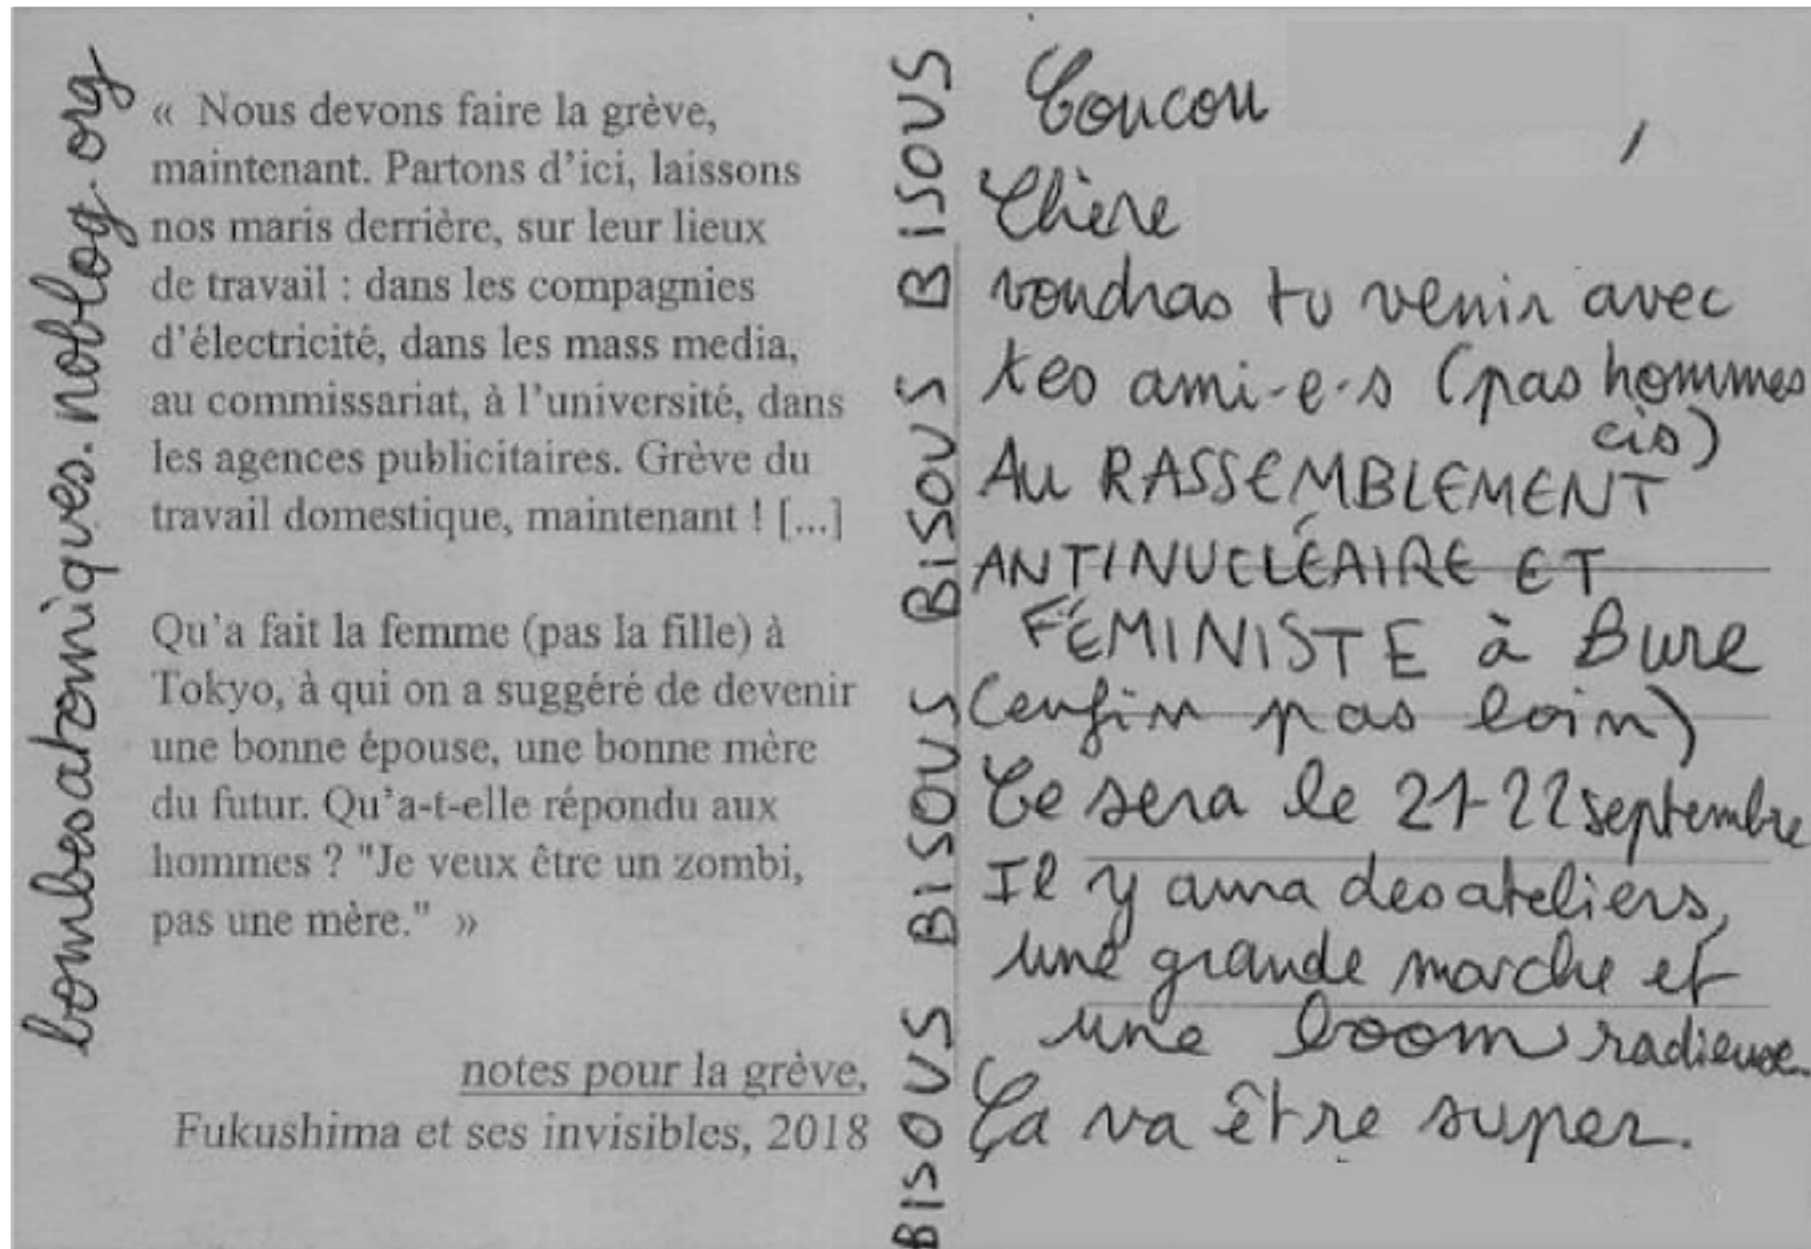 bombesatomiques.noblog.org
« Nous devons faire la grève,
maintenant. Partons d'ici, laissons
nos maris derrière, sur leur lieux
de travail : dans les compagnies
d'électricité, dans les mass media,
au commissariat, à l'université, dans
les agences publicitaires. Grève du
travail domestique, maintenant ! [...]
Qu'a fait la femme (pas la fille) à
Tokyo, à qui on a suggéré de devenir
une bonne épouse, une bonne mère
du futur. Qu'a-t-elle répondu aux
hommes ? "Je veux être un zombi,
pas une mère." »
notes pour la grève,
Fukushima et ses invisibles, 2018
BISOUS BISOUS BISOUS BISOUS
Coucou ,
Chère
voudras tu venir avec
tes ami-e-s (pas hommes
cis)
AU RASSEMBLEMENT
ANTINUCLÉAIRE ET
FÉMINISTE à Bure
(enfin pas loin)
Ce sera le 21-22 septembre
Il y aura des ateliers,
une grande marche et
une boom radieuse.
Ça va être super.